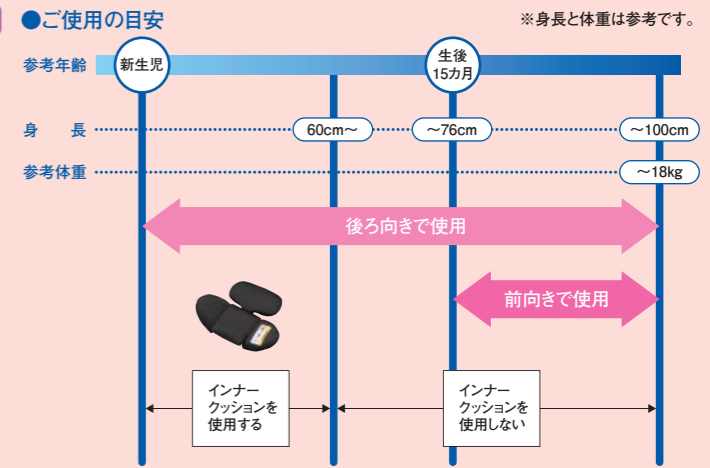 ●ご使用の目安
※身長と体重は参考です。
参考年齢
新生児
生後
15カ月
身　長
60cm～
～76cm
～100cm
参考体重
～18kg
後ろ向きで使用
前向きで使用
インナー
クッションを
使用する
インナー
クッションを
使用しない